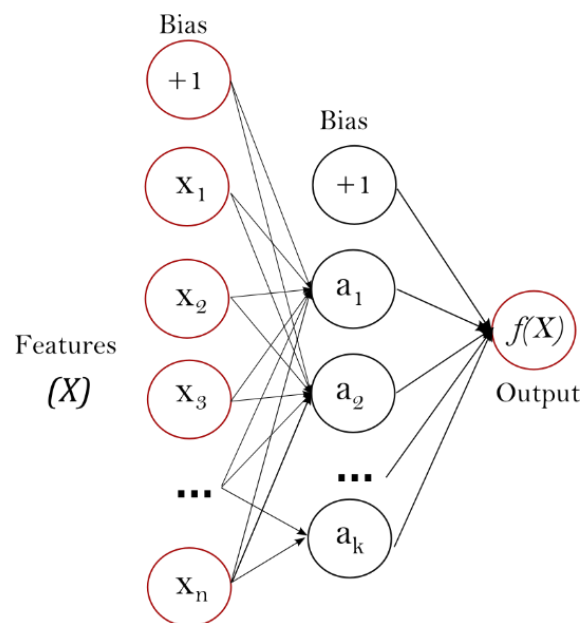 Bias
+1
x1
x2
x3
...
xn
Features
(X)
Bias
+1
a1
a2
...
ak
f(X)
Output